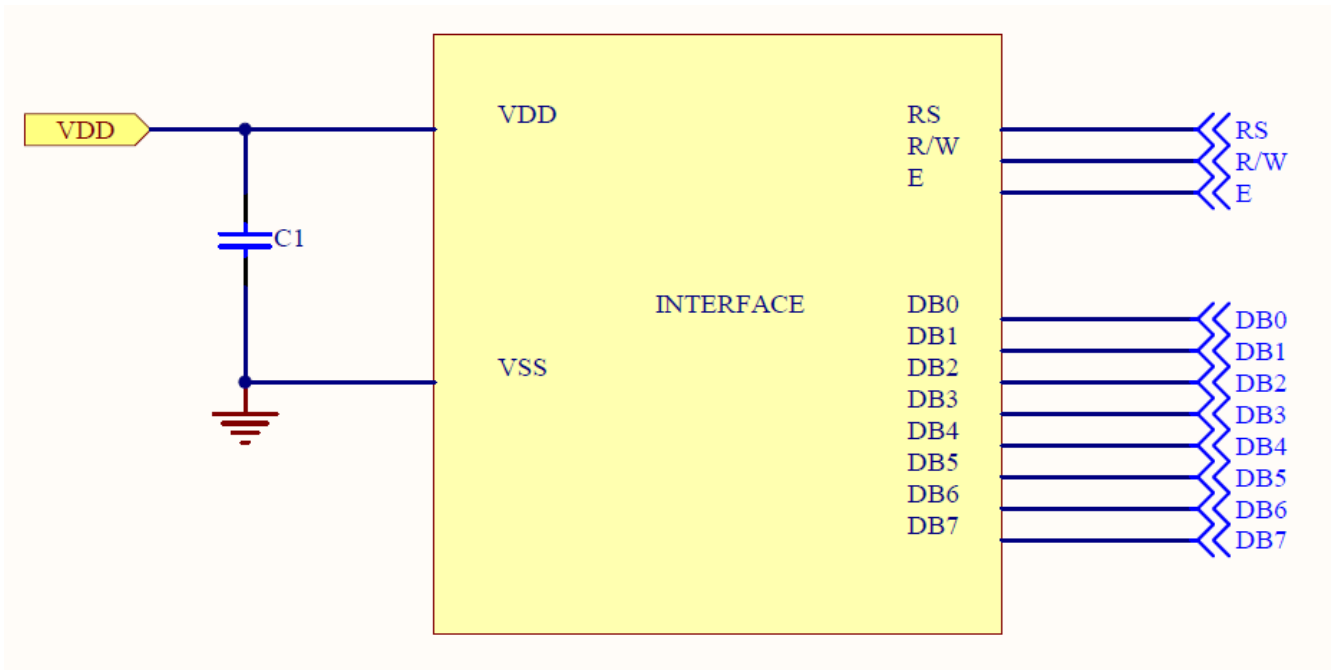 VDD
C1
VDD
VSS
INTERFACE
RS
R/W
E
DB0
DB1
DB2
DB3
DB4
DB5
DB6
DB7
RS
R/W
E
DB0
DB1
DB2
DB3
DB4
DB5
DB6
DB7